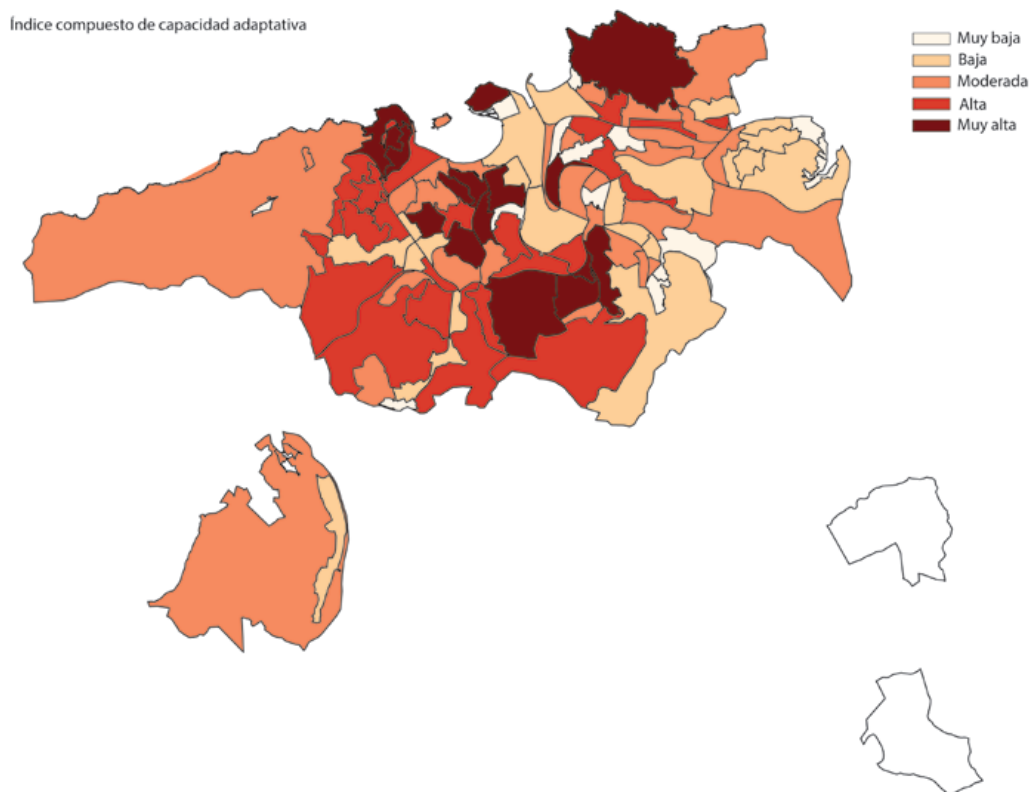 Índice compuesto de capacidad adaptativa
Muy baja
Baja
Moderada
Alta
Muy alta